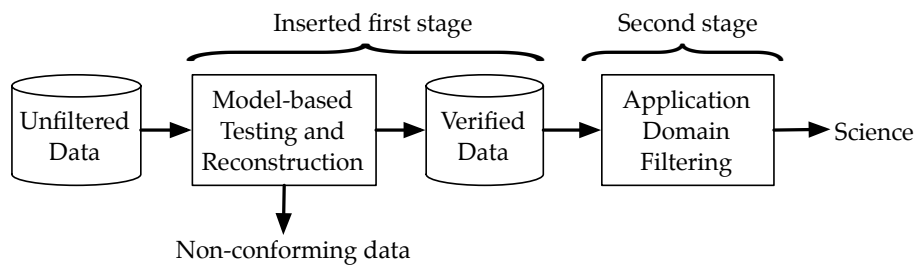 Inserted first stage
Second stage
Unfiltered
Data
Model-based
Testing and
Reconstruction
Verified
Data
Application
Domain
Filtering
Science
Non-conforming data